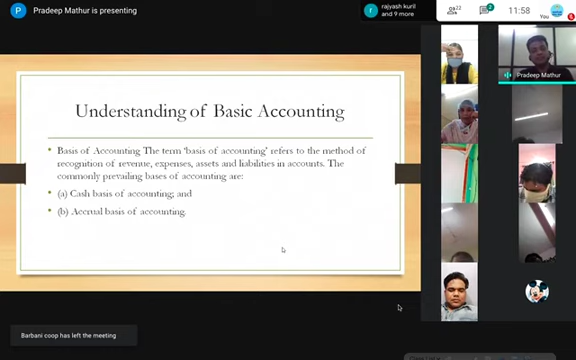 P Pradeep Mathur is presenting
r rajyash kuril
and 9 more
22
2
11:58
You
Pradeep Mathur
Understanding of Basic Accounting
• Basis of Accounting The term 'basis of accounting' refers to the method of
recognition of revenue, expenses, assets and liabilities in accounts. The
commonly prevailing bases of accounting are:
• (a) Cash basis of accounting; and
• (b) Accrual basis of accounting.
Barbani coop has left the meeting